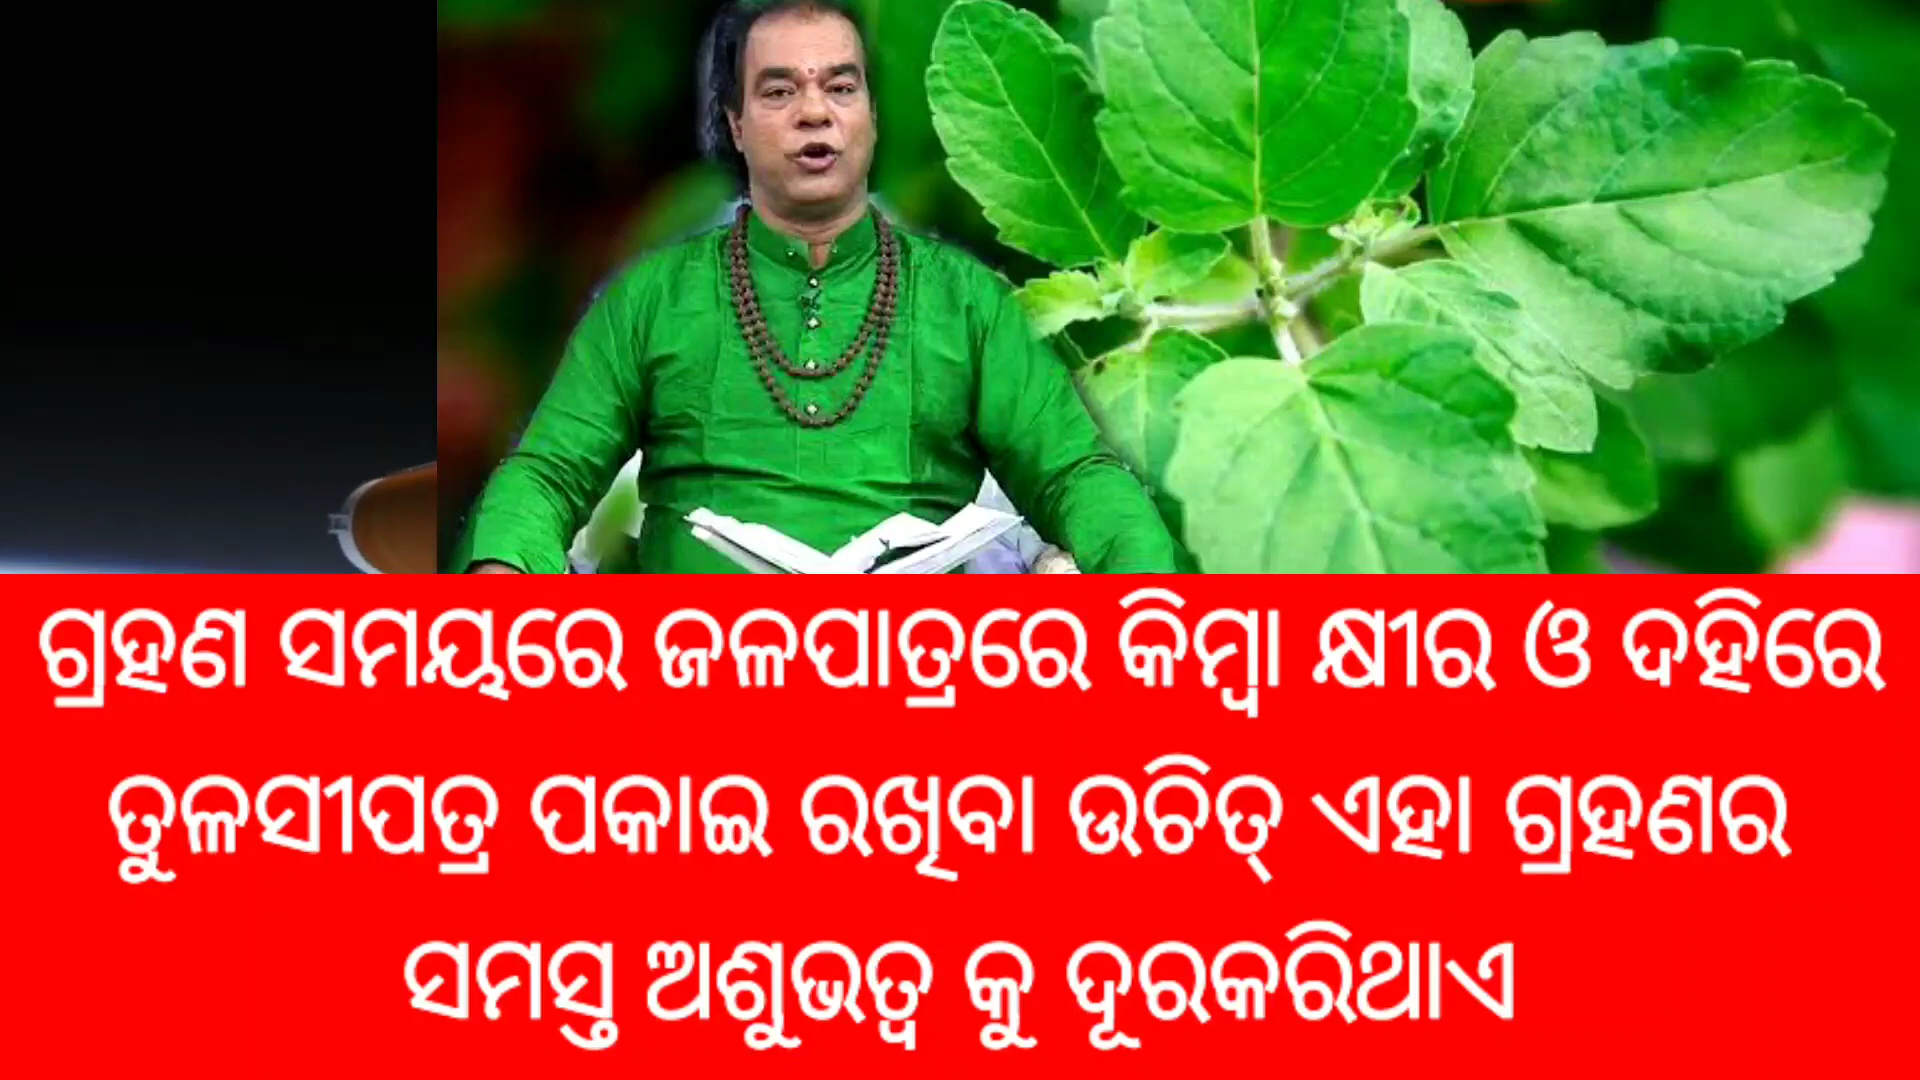 ଗ୍ରହଣ ସମୟରେ ଜଳପାତ୍ରରେ କିମ୍ବା କ୍ଷୀର ଓ ଦହିରେ
ତୁଳସୀପତ୍ର ପକାଇ ରଖିବା ଉଚିତ୍ ଏହା ଗ୍ରହଣର
ସମସ୍ତ ଅଶୁଭତ୍ୱ କୁ ଦୂରକରିଥାଏ